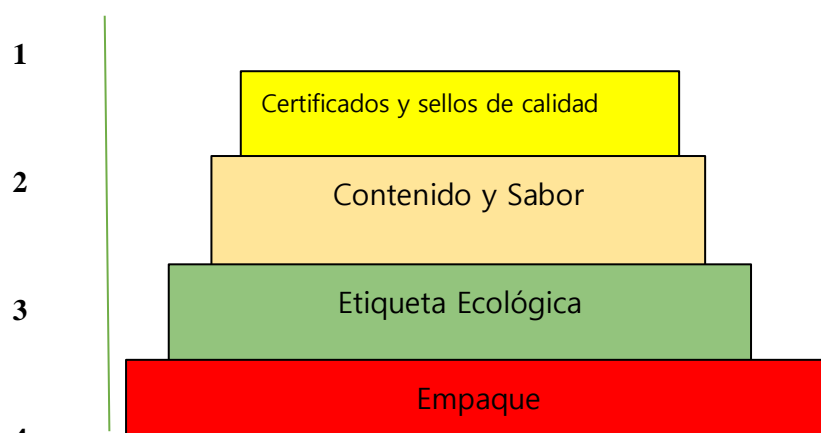 1
Certificados y sellos de calidad
2
Contenido y Sabor
3
Etiqueta Ecológica
Empaque